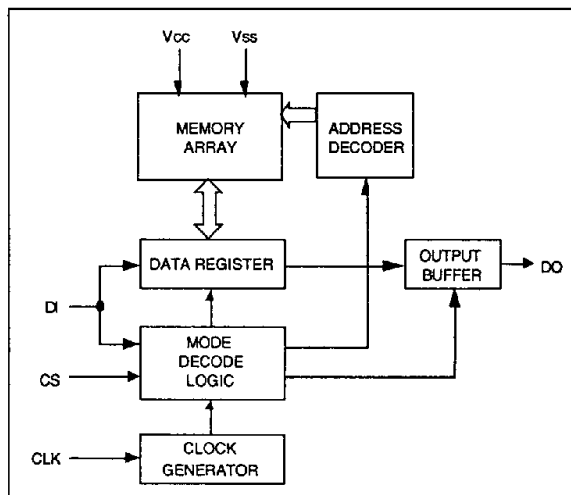 VCC
VSS
MEMORY
ARRAY
ADDRESS
DECODER
DATA REGISTER
OUTPUT
BUFFER
DO
DI
MODE
DECODE
LOGIC
CS
CLK
CLOCK
GENERATOR